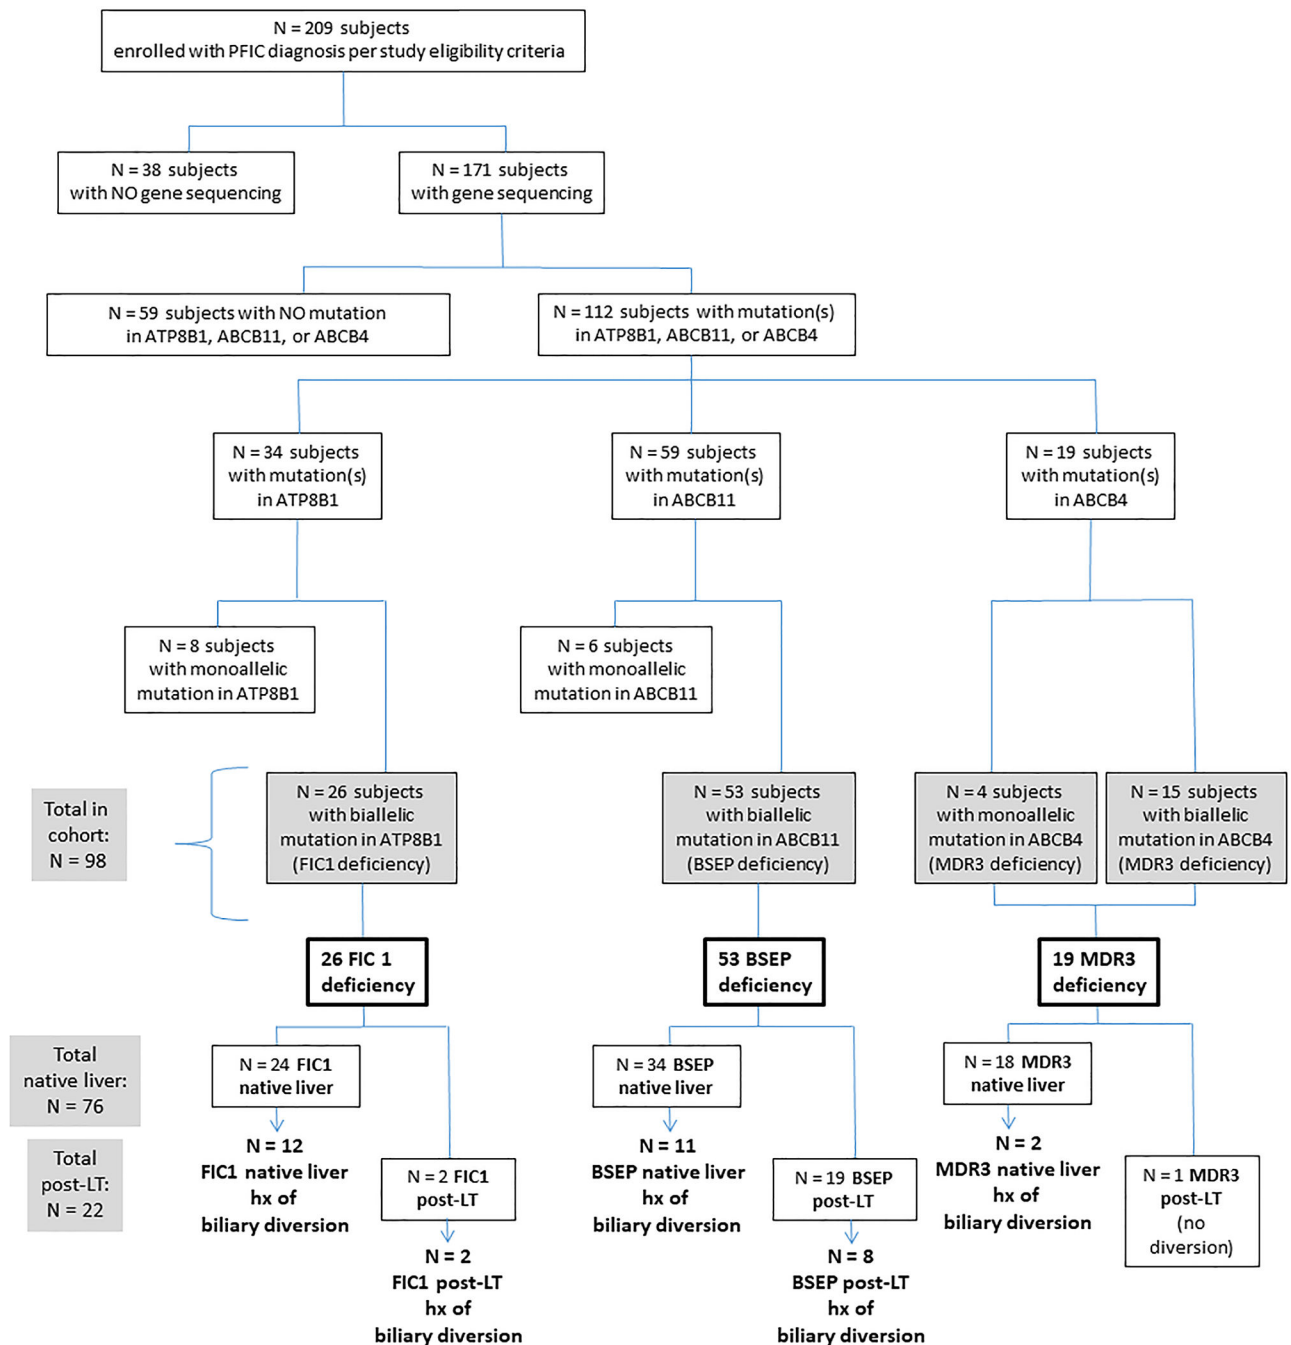 N = 209 subjects
enrolled with PFIC diagnosis per study eligibility criteria
N = 38 subjects
with NO gene sequencing
N = 171 subjects
with gene sequencing
N = 59 subjects with NO mutation
in ATP8B1, ABCB11, or ABCB4
N = 112 subjects with mutation(s)
in ATP8B1, ABCB11, or ABCB4
N = 34 subjects
with mutation(s)
in ATP8B1
N = 59 subjects
with mutation(s)
in ABCB11
N = 19 subjects
with mutation(s)
in ABCB4
N = 8 subjects
with monoallelic
mutation in ATP8B1
N = 6 subjects
with monoallelic
mutation in ABCB11
Total in
cohort:
N = 98
N = 26 subjects
with biallelic
mutation in ATP8B1
(FIC1 deficiency)
N = 53 subjects
with biallelic
mutation in ABCB11
(BSEP deficiency)
N = 4 subjects
with monoallelic
mutation in ABCB4
(MDR3 deficiency)
N = 15 subjects
with biallelic
mutation in ABCB4
(MDR3 deficiency)
26 FIC 1
deficiency
53 BSEP
deficiency
19 MDR3
deficiency
Total
native liver:
N = 76
N = 24 FIC1
native liver
N = 34 BSEP
native liver
N = 18 MDR3
native liver
Total
post-LT:
N = 22
N = 12
FIC1 native liver
hx of
biliary diversion
N = 2 FIC1
post-LT
N = 11
BSEP native liver
hx of
biliary diversion
N = 19 BSEP
post-LT
N = 2
MDR3 native liver
hx of
biliary diversion
N = 1 MDR3
post-LT
(no
diversion)
N = 2
FIC1 post-LT
hx of
biliary diversion
N = 8
BSEP post-LT
hx of
biliary diversion